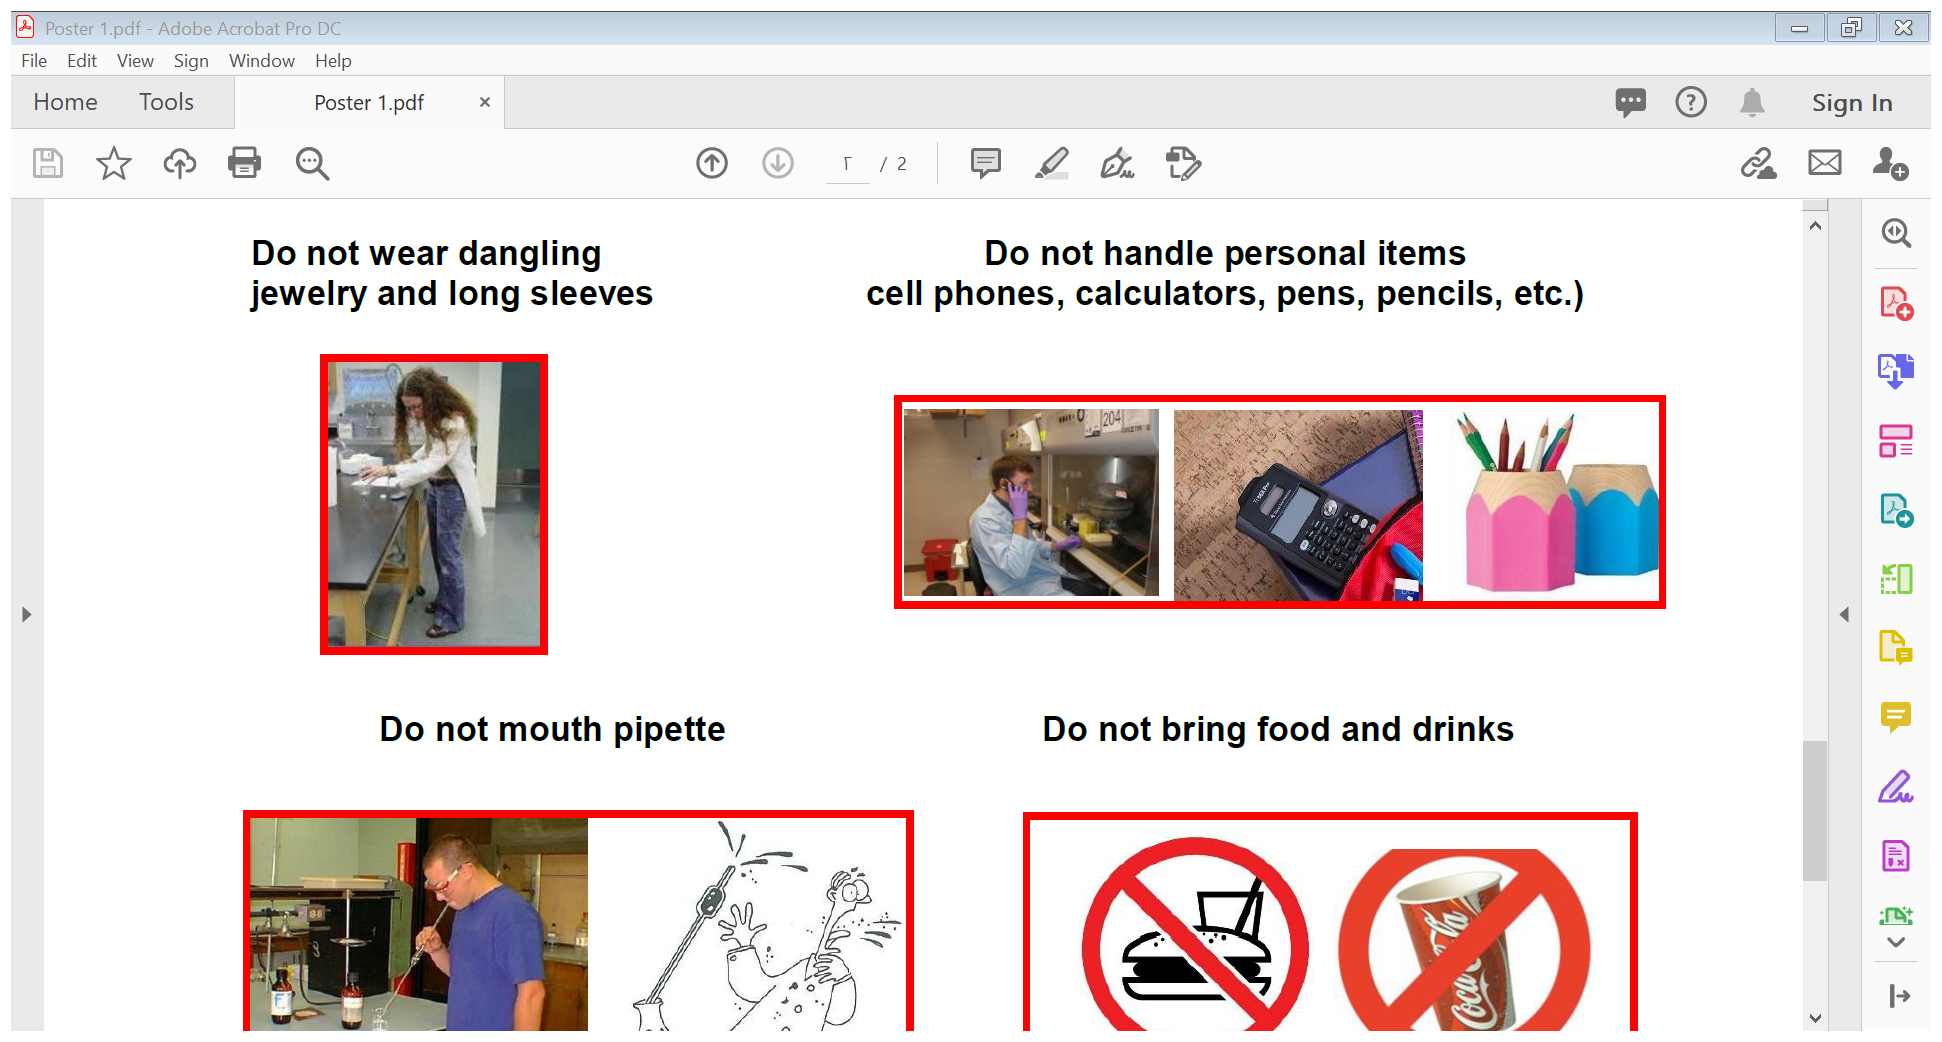 Poster 1.pdf - Adobe Acrobat Pro DC
File Edit View Sign Window Help
Home Tools Poster 1.pdf × Sign In
٢ / 2
Do not wear dangling
jewelry and long sleeves
Do not handle personal items
cell phones, calculators, pens, pencils, etc.)
204
Do not mouth pipette
Do not bring food and drinks